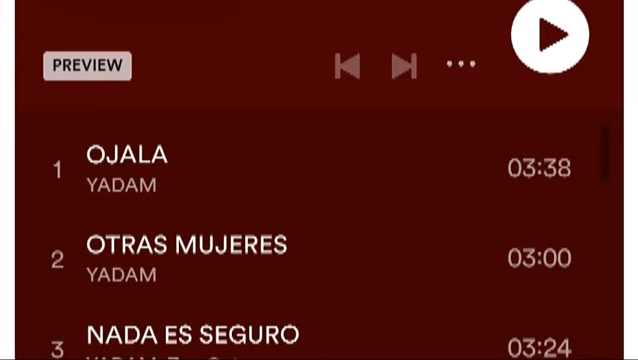 PREVIEW
1
OJALA
03:38
YADAM
2
OTRAS MUJERES
03:00
YADAM
3
NADA ES SEGURO
03:24